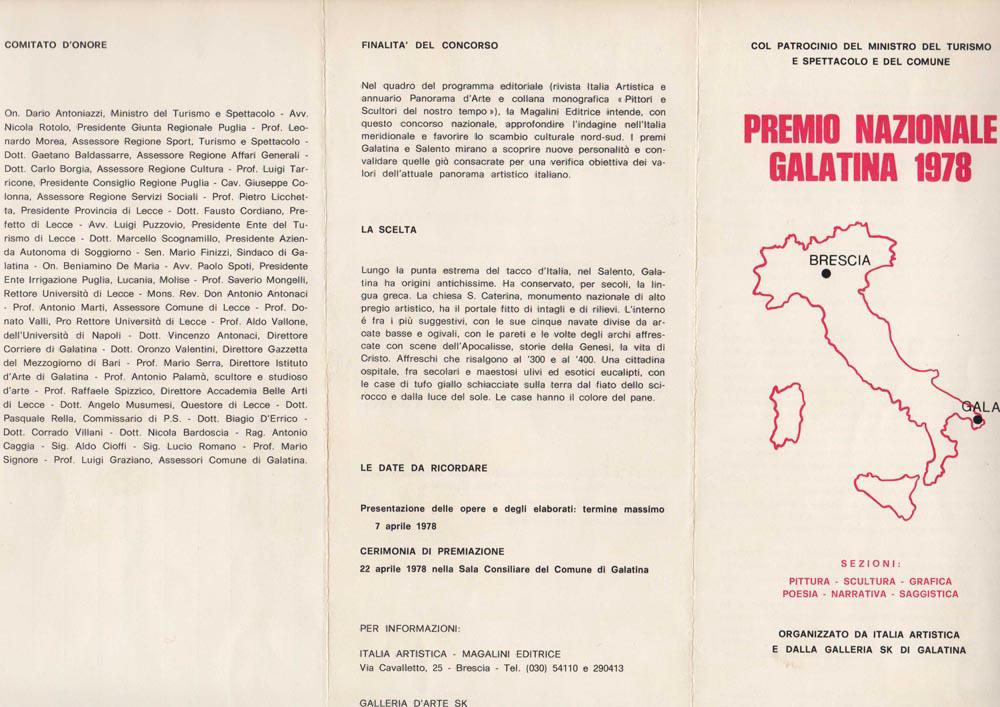 COMITATO D'ONORE
On. Dario Antoniazzi, Ministro del Turismo e Spettacolo - Avv.
Nicola Rotolo, Presidente Giunta Regionale Puglia - Prof. Leo-
nardo Morea, Assessore Regione Sport, Turismo e Spettacolo -
Dott. Gaetano Baldassarre, Assessore Regione Affari Generali -
Dott. Carlo Borgia, Assessore Regione Cultura - Prof. Luigi Tar-
ricone, Presidente Consiglio Regione Puglia - Cav. Giuseppe Co-
lonna, Assessore Regione Servizi Sociali - Prof. Pietro Licchet-
ta, Presidente Provincia di Lecce - Dott. Fausto Cordiano, Pre-
fetto di Lecce - Avv. Luigi Puzzovio, Presidente Ente del Tu-
rismo di Lecce - Dott. Marcello Scognamillo, Presidente Azien-
da Autonoma di Soggiorno - Sen. Mario Finizzi, Sindaco di Ga-
latina - On. Beniamino De Maria - Avv. Paolo Spoti, Presidente
Ente Irrigazione Puglia, Lucania, Molise - Prof. Saverio Mongelli,
Rettore Università di Lecce - Mons. Rev. Don Antonio Antonaci
- Prof. Antonio Marti, Assessore Comune di Lecce - Prof. Do-
nato Valli, Pro Rettore Università di Lecce - Prof. Aldo Vallone,
dell'Università di Napoli - Dott. Vincenzo Antonaci, Direttore
Corriere di Galatina - Dott. Oronzo Valentini, Direttore Gazzetta
del Mezzogiorno di Bari - Prof. Mario Serra, Direttore Istituto
d'Arte di Galatina - Prof. Antonio Palamà, scultore e studioso
d'arte - Prof. Raffaele Spizzico, Direttore Accademia Belle Arti
di Lecce - Dott. Angelo Musumesi, Questore di Lecce - Dott.
Pasquale Rella, Commissario di P.S. - Dott. Biagio D'Errico -
Dott. Corrado Villani - Dott. Nicola Bardoscia - Rag. Antonio
Caggia - Sig. Aldo Cioffi - Sig. Lucio Romano - Prof. Mario
Signore - Prof. Luigi Graziano, Assessori Comune di Galatina.
FINALITA' DEL CONCORSO
Nel quadro del programma editoriale (rivista Italia Artistica e
annuario Panorama d'Arte e collana monografica «Pittori e
Scultori del nostro tempo»), la Magalini Editrice intende, con
questo concorso nazionale, approfondire l'indagine nell'Italia
meridionale e favorire lo scambio culturale nord-sud. I premi
Galatina e Salento mirano a scoprire nuove personalità e con-
validare quelle già consacrate per una verifica obiettiva dei va-
lori dell'attuale panorama artistico italiano.
LA SCELTA
Lungo la punta estrema del tacco d'Italia, nel Salento, Gala-
tina ha origini antichissime. Ha conservato, per secoli, la lin-
gua greca. La chiesa S. Caterina, monumento nazionale di alto
pregio artistico, ha il portale fitto di intagli e di rilievi. L'interno
é fra i più suggestivi, con le sue cinque navate divise da ar-
cate basse e ogivali, con le pareti e le volte degli archi affres-
cate con scene dell'Apocalisse, storie della Genesi, la vita di
Cristo. Affreschi che risalgono al '300 e al '400. Una cittadina
ospitale, fra secolari e maestosi ulivi ed esotici eucalipti, con
le case di tufo giallo schiacciate sulla terra dal fiato dello sci-
rocco e dalla luce del sole. Le case hanno il colore del pane.
LE DATE DA RICORDARE
Presentazione delle opere e degli elaborati: termine massimo
7 aprile 1978
CERIMONIA DI PREMIAZIONE
22 aprile 1978 nella Sala Consiliare del Comune di Galatina
PER INFORMAZIONI:
ITALIA ARTISTICA - MAGALINI EDITRICE
Via Cavalletto, 25 - Brescia - Tel. (030) 54110 e 290413
GALLERIA D'ARTE SK
COL PATROCINIO DEL MINISTRO DEL TURISMO
E SPETTACOLO E DEL COMUNE
PREMIO NAZIONALE
GALATINA 1978
BRESCIA
GALA
SEZIONI:
PITTURA - SCULTURA - GRAFICA
POESIA - NARRATIVA - SAGGISTICA
ORGANIZZATO DA ITALIA ARTISTICA
E DALLA GALLERIA SK DI GALATINA